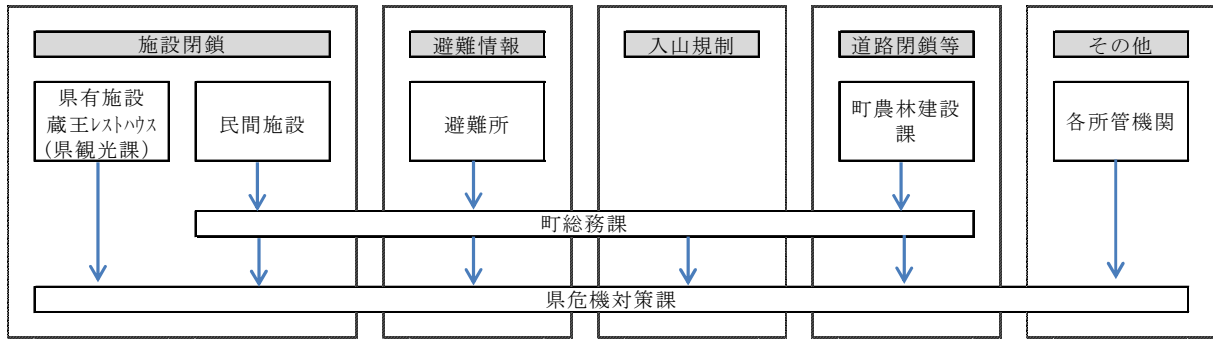 施設閉鎖
避難情報
入山規制
道路閉鎖等
その他
県有施設
蔵王ﾚｽﾄﾊｳｽ
(県観光課)
民間施設
避難所
町農林建設
課
各所管機関
町総務課
県危機対策課